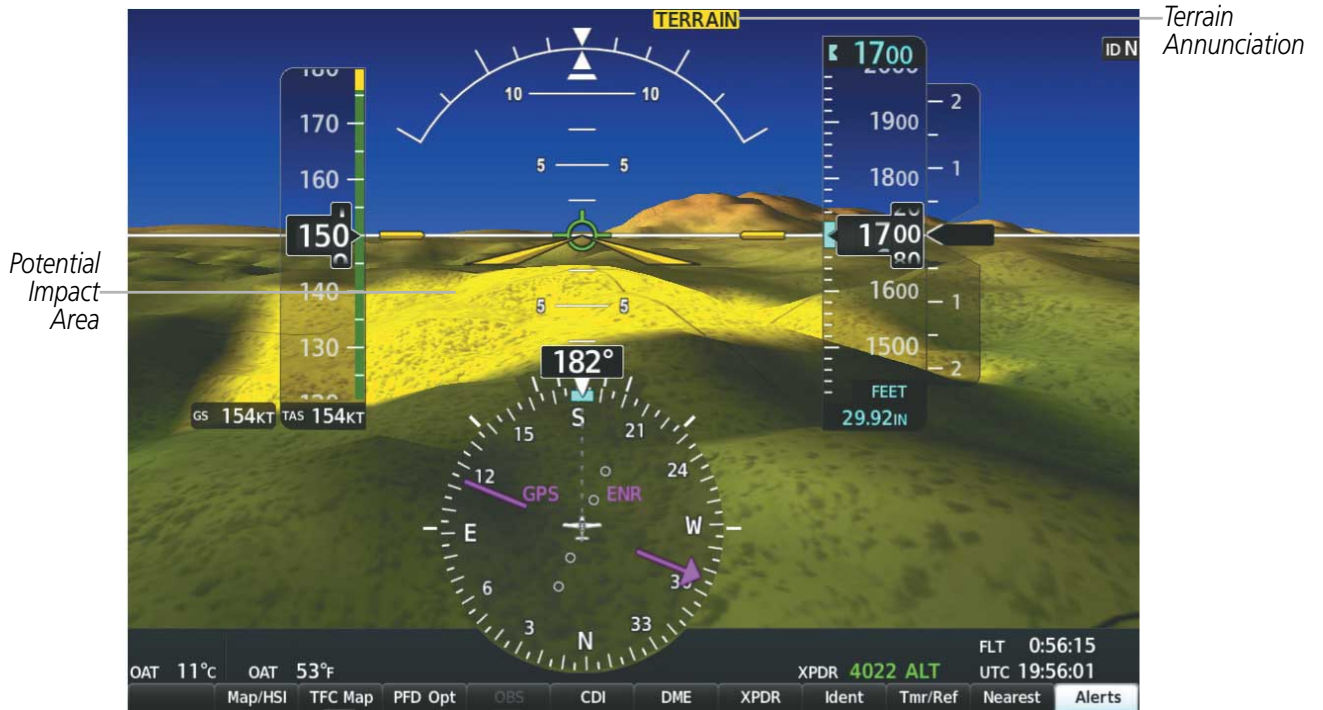 TERRAIN
Terrain
Annunciation
ID N
1700
180
2000
10 10
170
1900
2
5 5
160
1800
1
20
150
1700
80
Potential
Impact
Area
140
5 5
1600
1
130
1500
182°
2
120
FEET
GS 154KT TAS 154KT
29.92IN
S
15 21
12 24
GPS ENR
E W
6 30
3 33
N
FLT 0:56:15
OAT 11°C OAT 53°F XPDR 4022 ALT UTC 19:56:01
Map/HSI TFC Map PFD Opt OBS CDI DME XPDR Ident Tmr/Ref Nearest Alerts